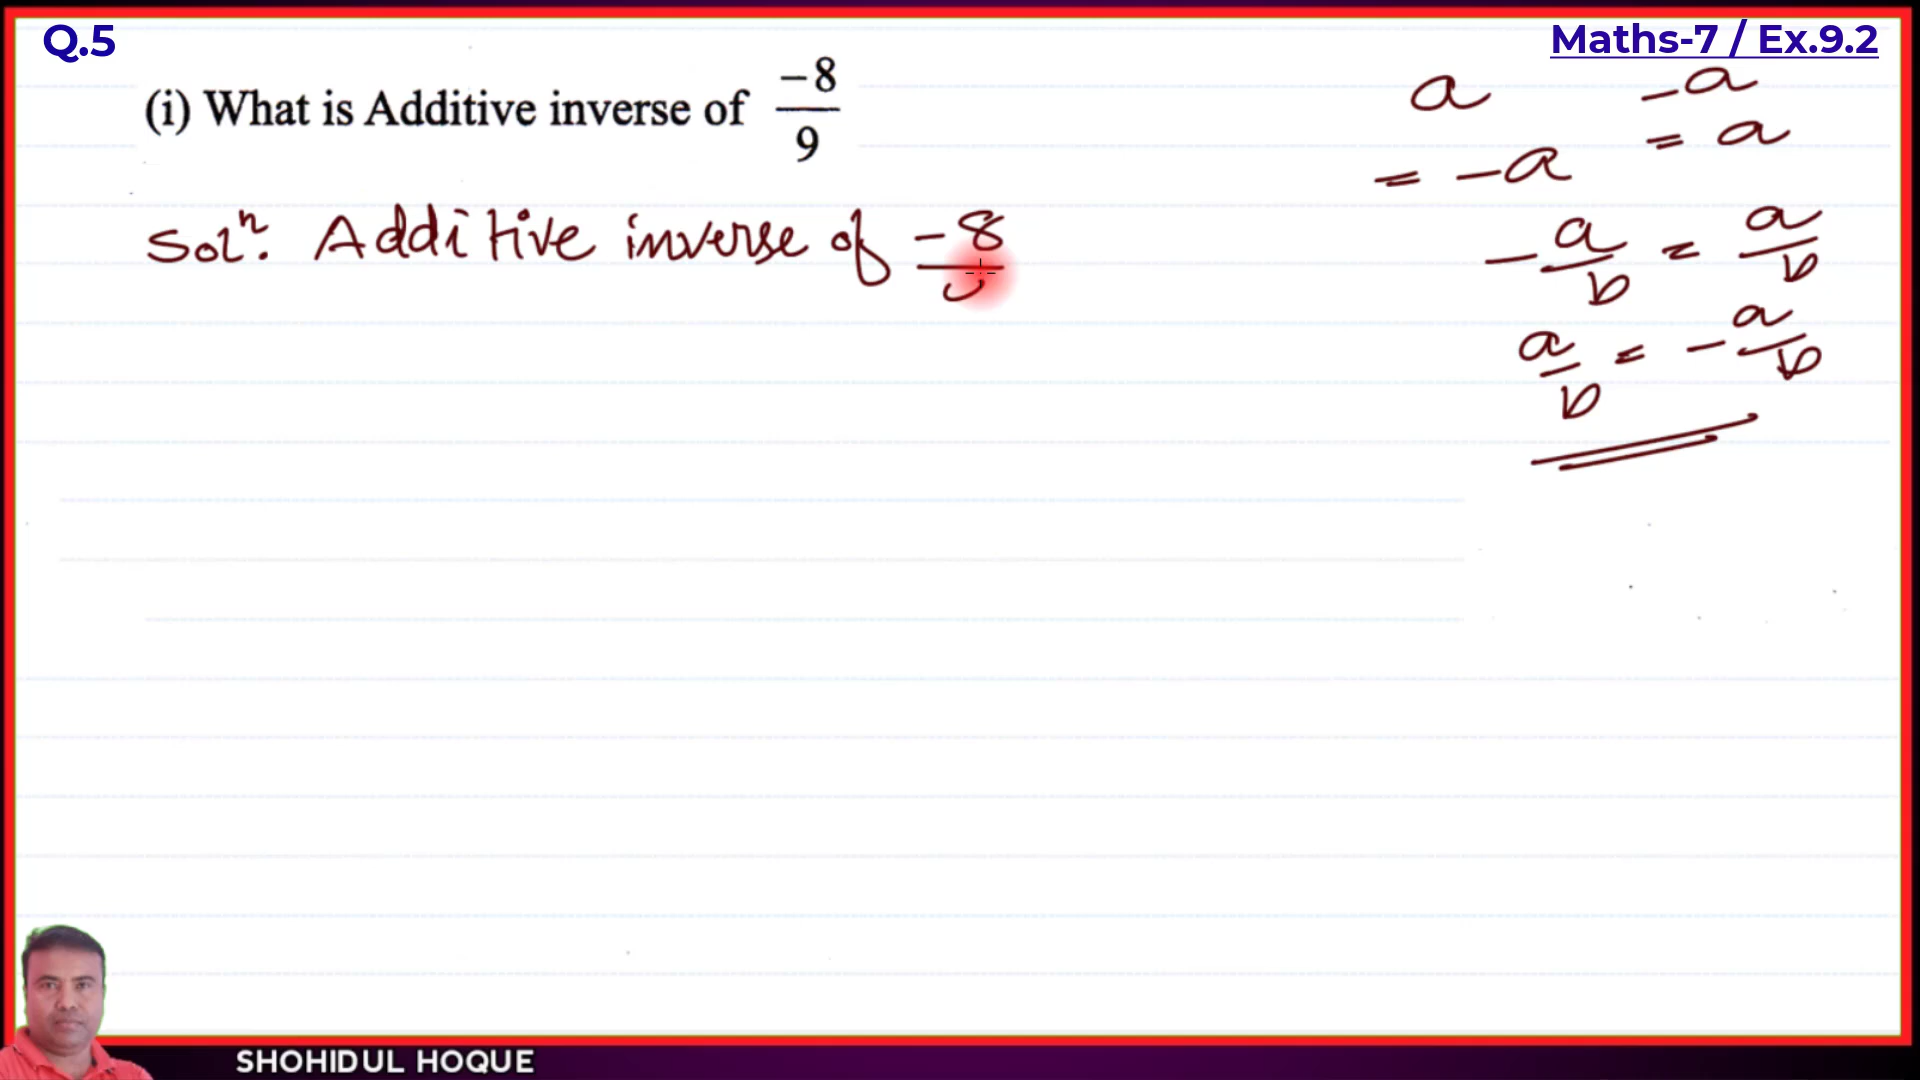 Q.5
Maths-7 / Ex.9.2
(i) What is Additive inverse of -8/9
Solⁿ: Additive inverse of -8/
a
= -a
-a
= a
-a/b = a/b
a/b = -a/b
SHOHIDUL HOQUE